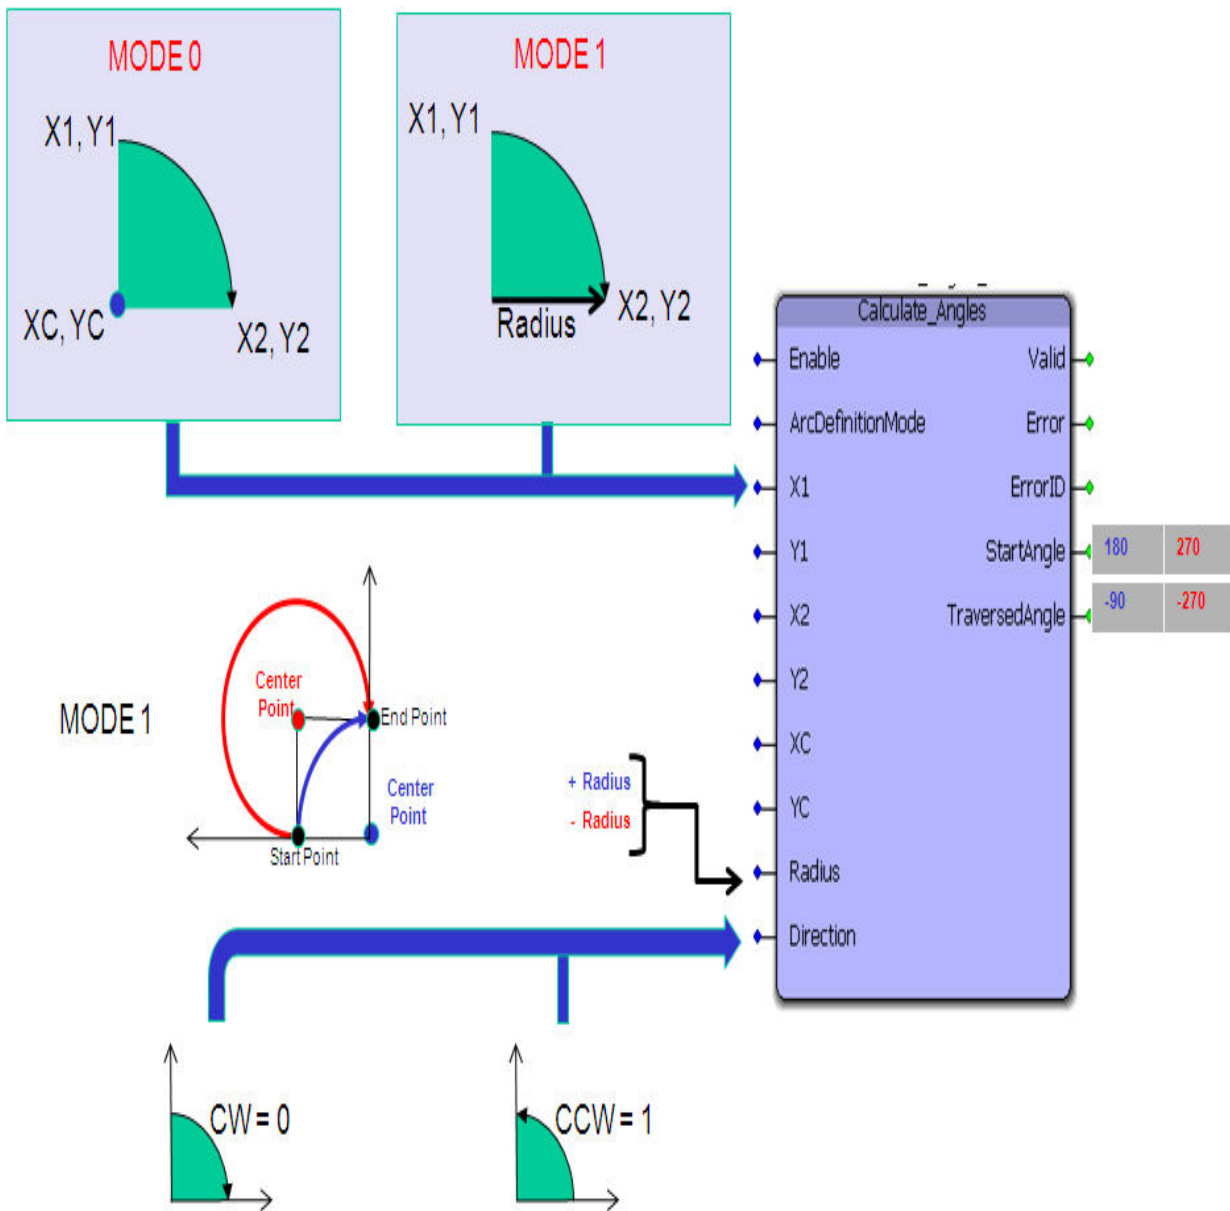 MODE 0
X1, Y1
XC, YC
X2, Y2
MODE 1
X1, Y1
Radius
X2, Y2
Calculate_Angles
Enable
Valid
ArcDefinitionMode
Error
X1
ErrorID
Y1
StartAngle
180
270
X2
TraversedAngle
-90
-270
Y2
XC
YC
Radius
Direction
MODE 1
Center
Point
End Point
Center
Point
Start Point
+ Radius
- Radius
CW = 0
CCW = 1